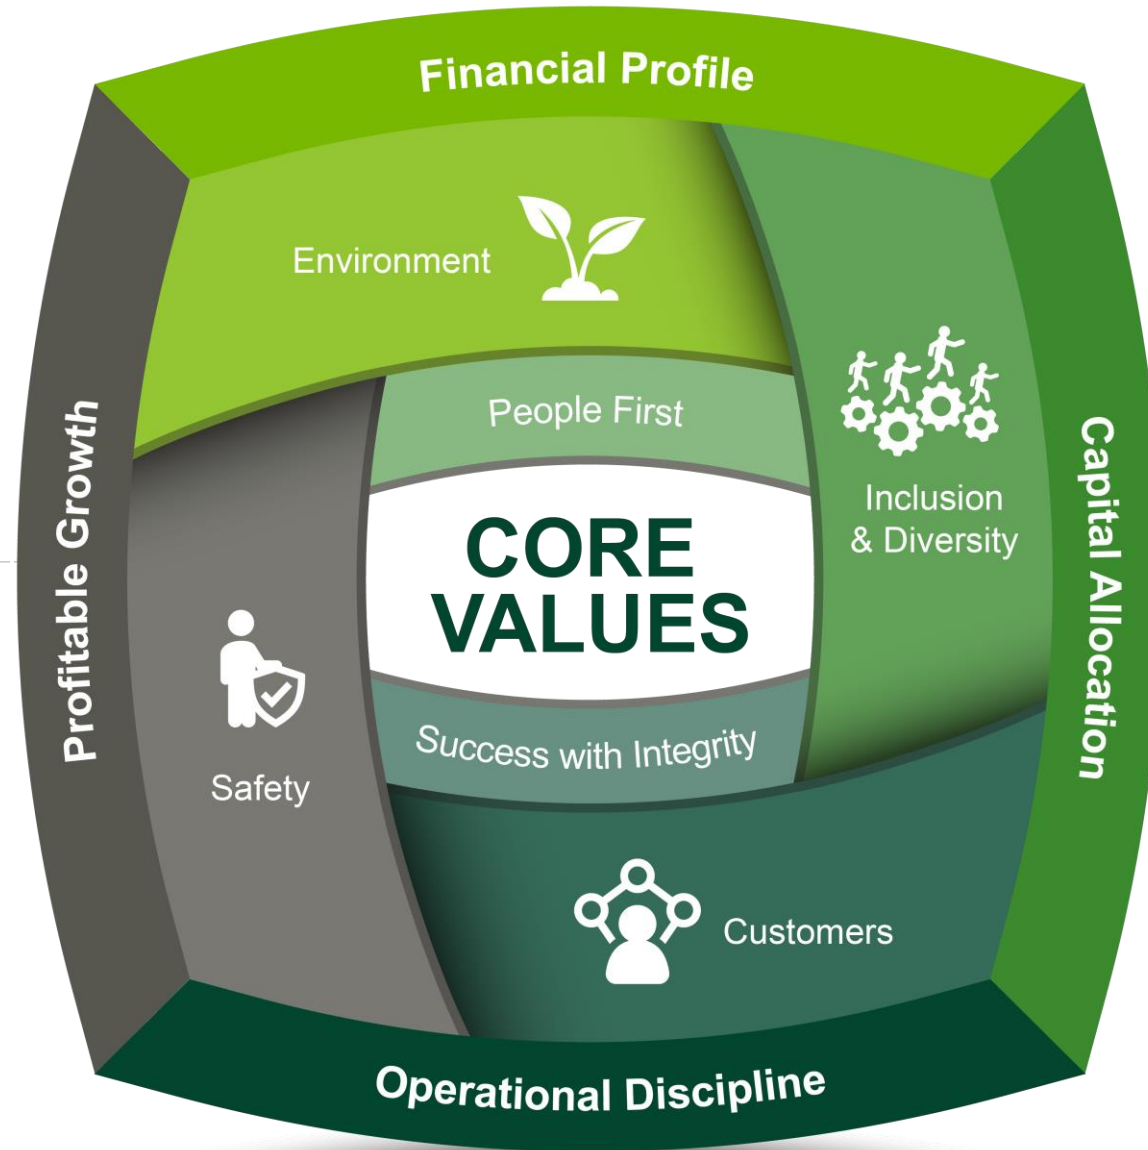 Financial Profile
Environment
People First
Inclusion
& Diversity
Profitable Growth
Capital Allocation
CORE
VALUES
Success with Integrity
Safety
Customers
Operational Discipline